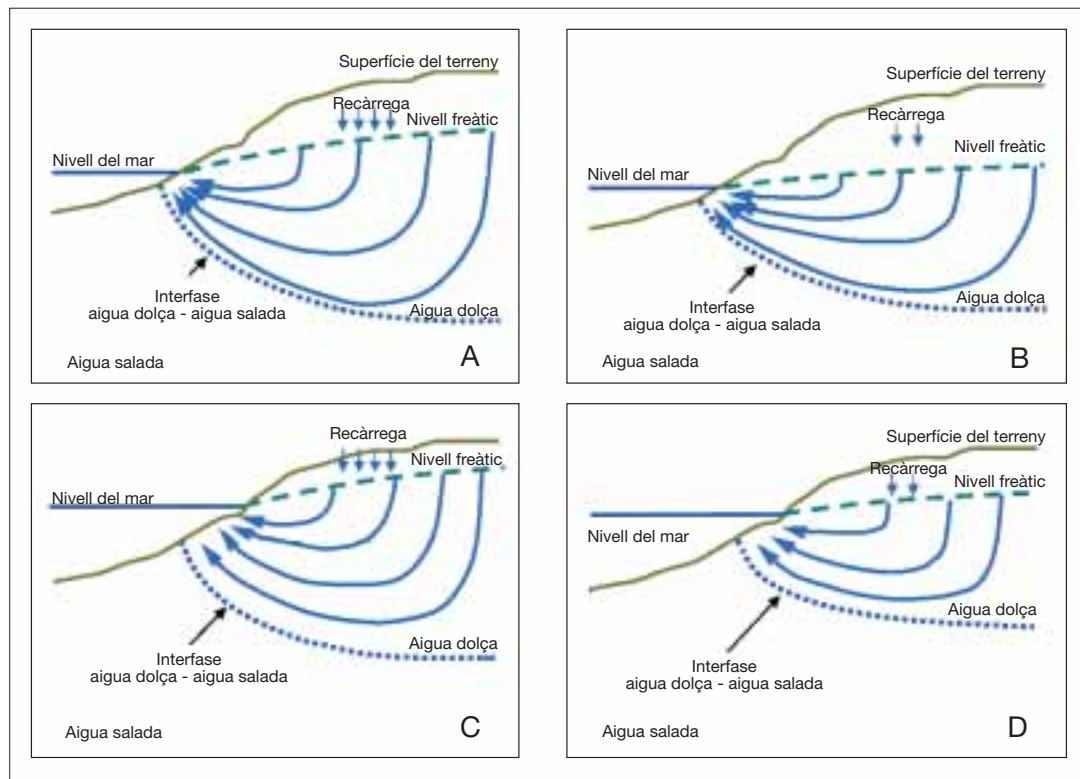 Superfície del terreny
Recàrrega
Nivell freàtic
Nivell del mar
Interfase
aigua dolça - aigua salada
Aigua dolça
Aigua salada
A
Superfície del terreny
Recàrrega
Nivell freàtic
Nivell del mar
Interfase
aigua dolça - aigua salada
Aigua dolça
Aigua salada
B
Recàrrega
Nivell freàtic
Nivell del mar
Interfase
aigua dolça - aigua salada
Aigua dolça
Aigua salada
C
Superfície del terreny
Recàrrega
Nivell freàtic
Nivell del mar
Interfase
aigua dolça - aigua salada
Aigua dolça
Aigua salada
D